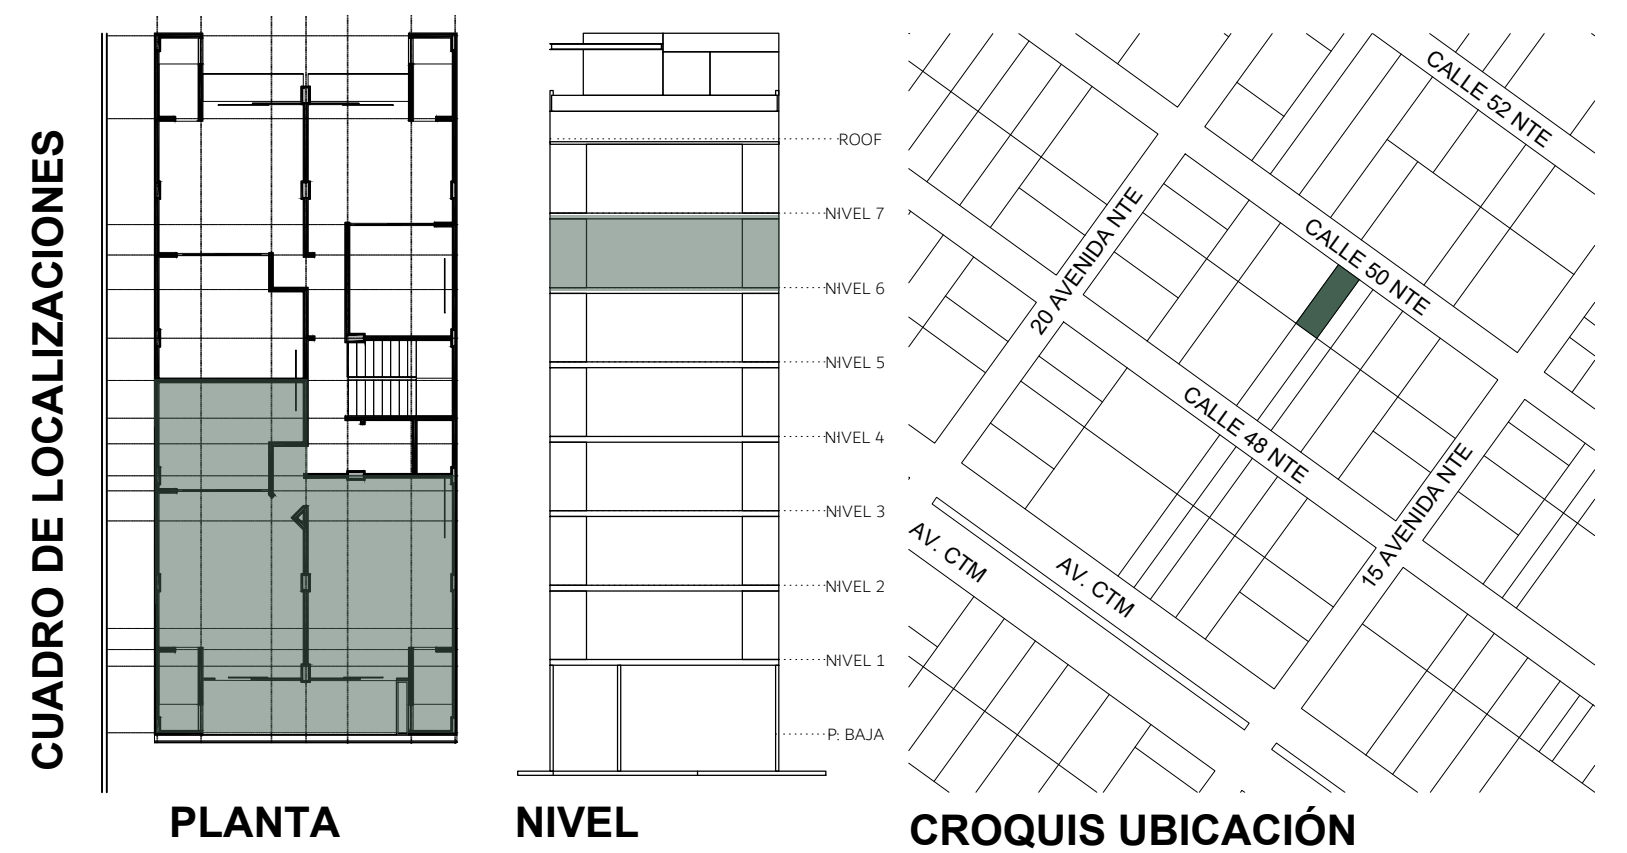 CUADRO DE LOCALIZACIONES
PLANTA
ROOF
NIVEL 7
NIVEL 6
NIVEL 5
NIVEL 4
NIVEL 3
NIVEL 2
NIVEL 1
P. BAJA
NIVEL
CALLE 52 NTE
20 AVENIDA NTE
CALLE 50 NTE
CALLE 48 NTE
15 AVENIDA NTE
AV. CTM
AV. CTM
CROQUIS UBICACIÓN